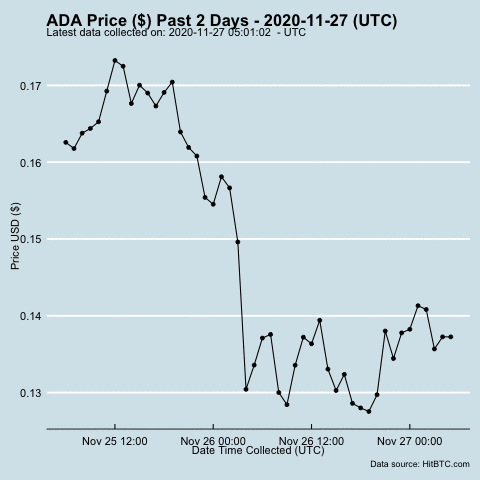 ADA Price ($) Past 2 Days - 2020-11-27 (UTC)
Latest data collected on: 2020-11-27 05:01:02 - UTC
0.17
0.16
0.15
0.14
0.13
Price USD ($)
Nov 25 12:00
Nov 26 00:00
Nov 26 12:00
Nov 27 00:00
Date Time Collected (UTC)
Data source: HitBTC.com